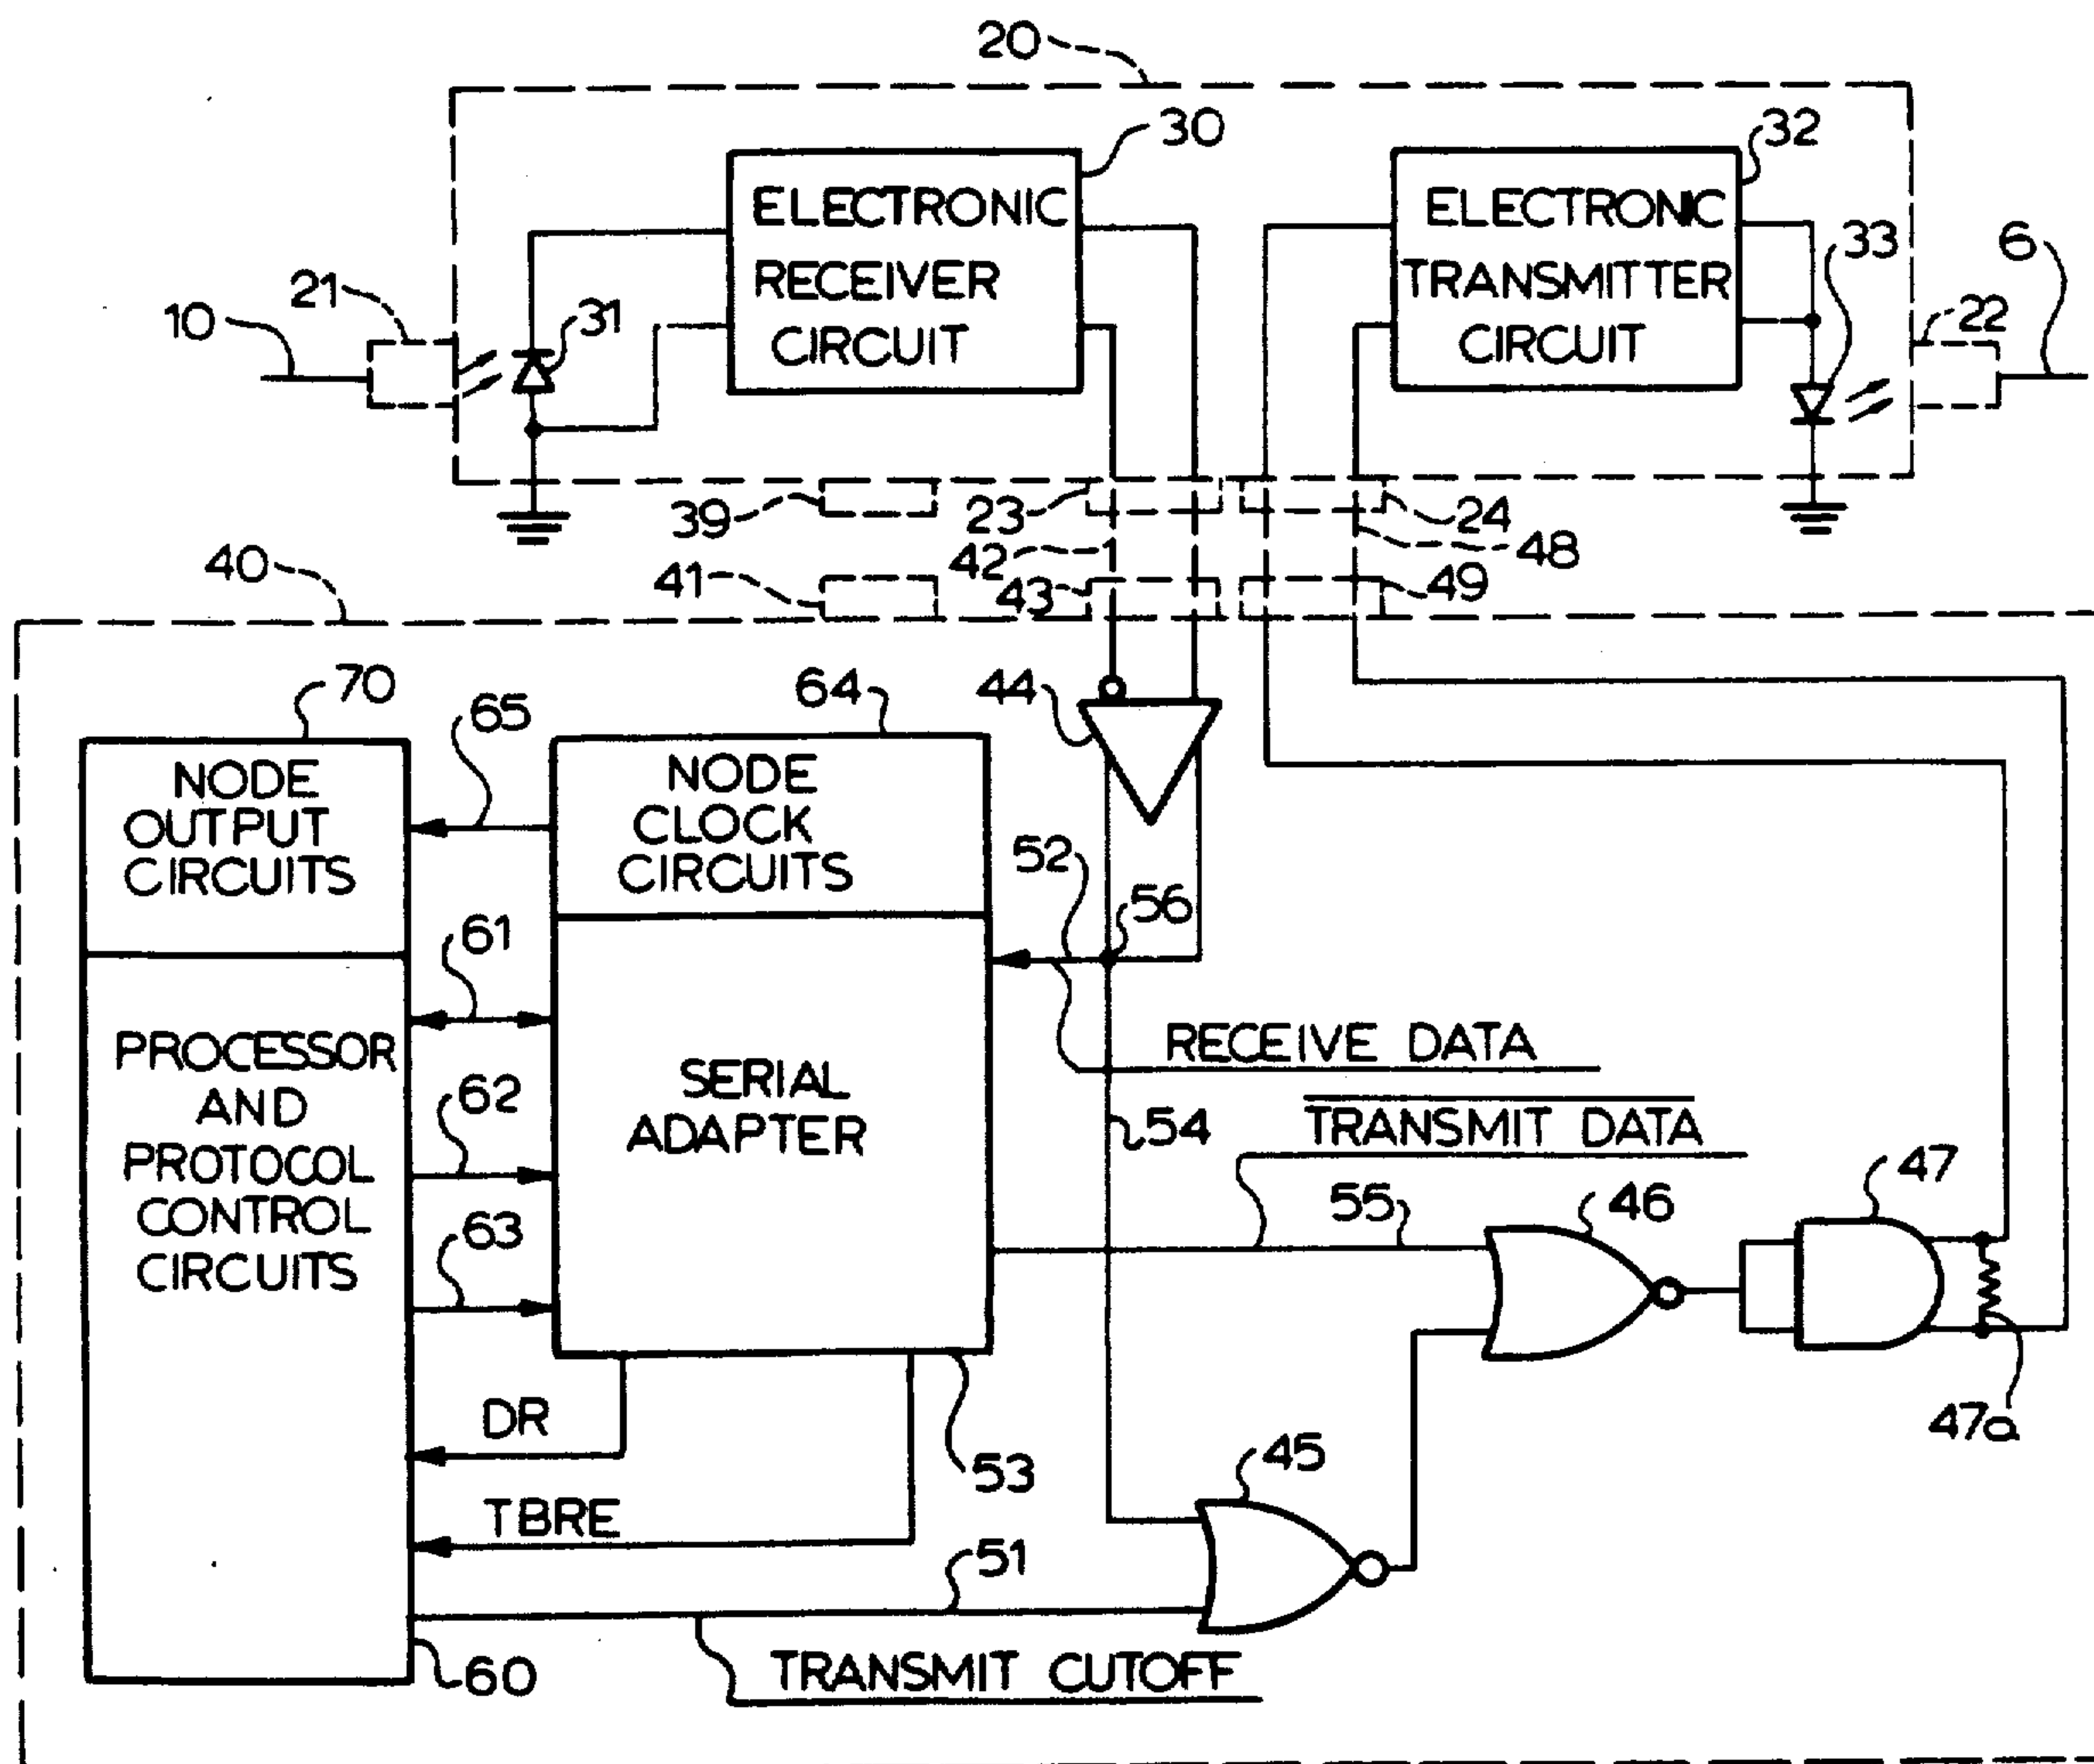 20
30
32
ELECTRONIC
RECEIVER
CIRCUIT
ELECTRONIC
TRANSMITTER
CIRCUIT
33
6
21
10
31
22
39
23
24
42
48
40
41
43
49
70
65
64
44
NODE
OUTPUT
CIRCUITS
NODE
CLOCK
CIRCUITS
52
56
61
PROCESSOR
AND
PROTOCOL
CONTROL
CIRCUITS
62
63
SERIAL
ADAPTER
RECEIVE DATA
54
TRANSMIT DATA
55
46
47
47a
DR
53
45
TBRE
51
60
TRANSMIT CUTOFF